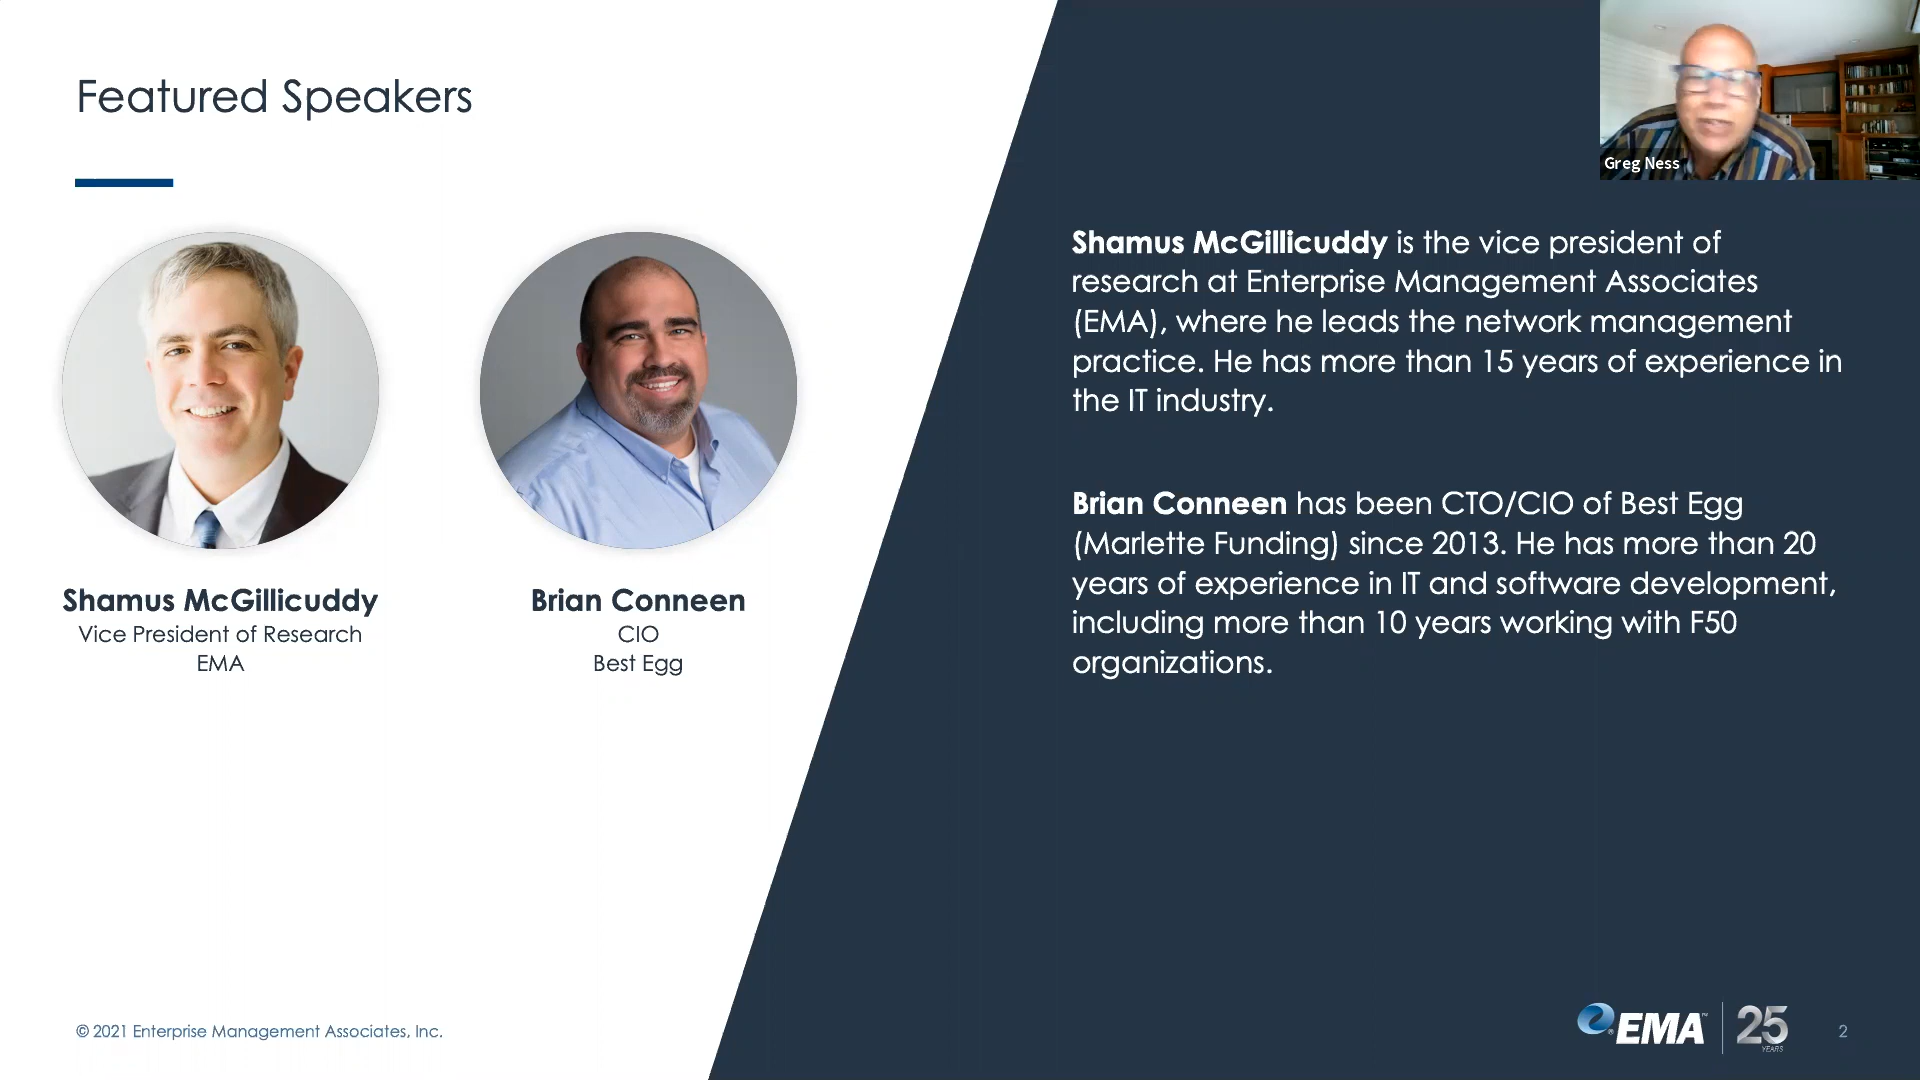 Featured Speakers
Greg Ness
Shamus McGillicuddy
Vice President of Research
EMA
Brian Conneen
CIO
Best Egg
Shamus McGillicuddy is the vice president of
research at Enterprise Management Associates
(EMA), where he leads the network management
practice. He has more than 15 years of experience in
the IT industry.
Brian Conneen has been CTO/CIO of Best Egg
(Marlette Funding) since 2013. He has more than 20
years of experience in IT and software development,
including more than 10 years working with F50
organizations.
© 2021 Enterprise Management Associates, Inc.
EMA™ 25
YEARS
2